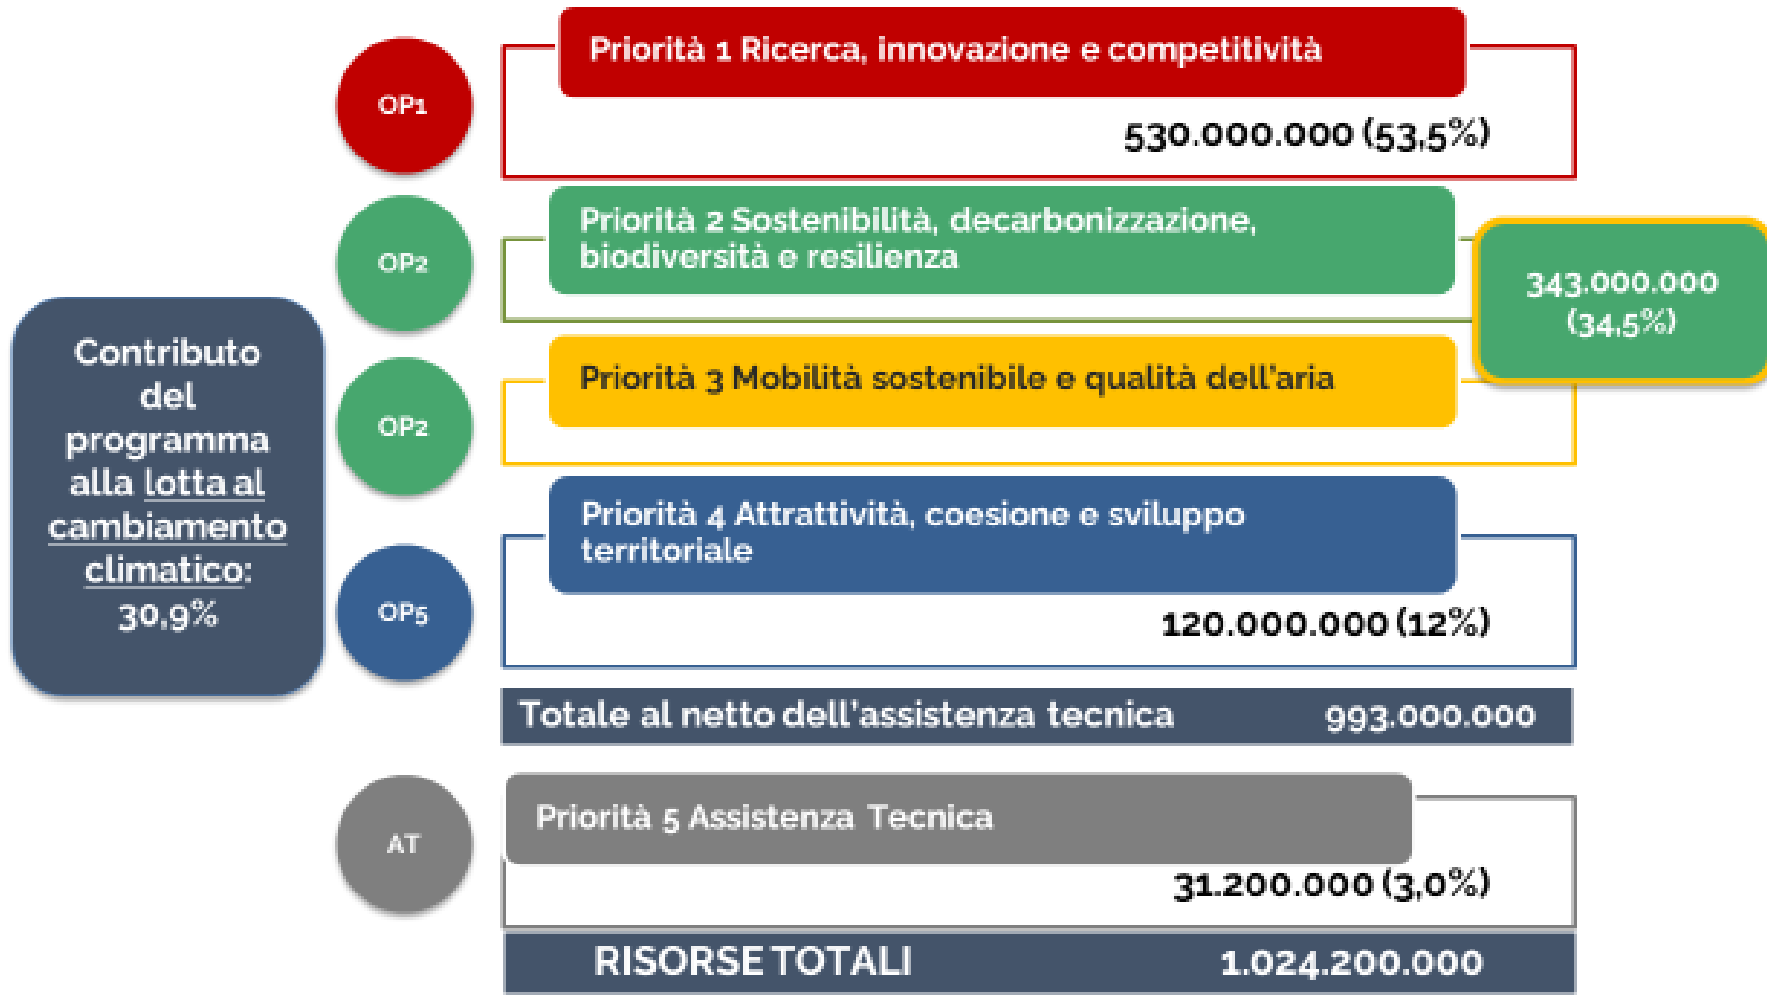 Priorità 1 Ricerca, innovazione e competitività
OP1
530.000.000 (53,5%)
Priorità 2 Sostenibilità, decarbonizzazione,
biodiversità e resilienza
OP2
343.000.000
(34,5%)
Contributo
del
programma
alla lotta al
cambiamento
climatico:
30,9%
Priorità 3 Mobilità sostenibile e qualità dell'aria
OP2
Priorità 4 Attrattività, coesione e sviluppo
territoriale
OP5
120.000.000 (12%)
Totale al netto dell'assistenza tecnica 993.000.000
Priorità 5 Assistenza Tecnica
AT
31.200.000 (3,0%)
RISORSE TOTALI 1.024.200.000